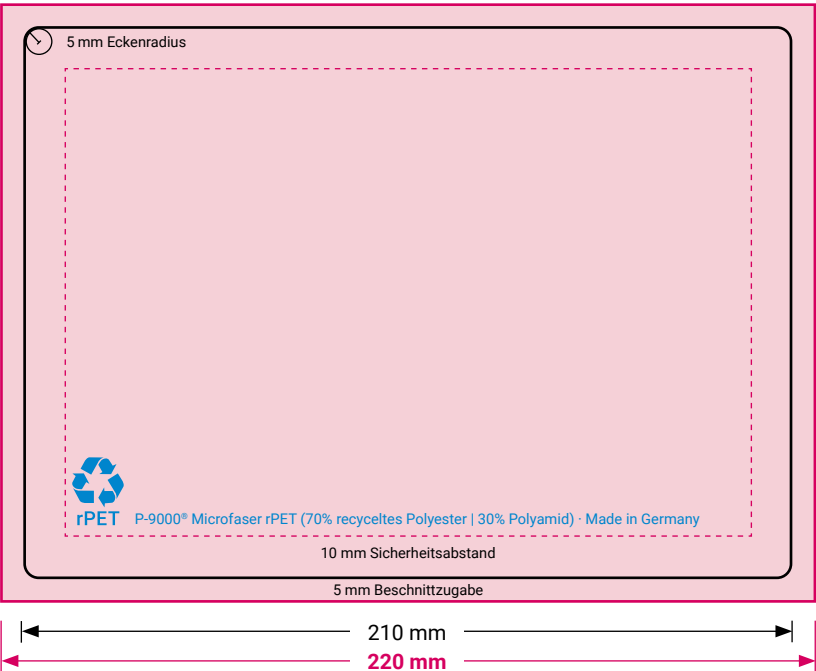 5 mm Eckenradius
rPET
P-9000® Microfaser rPET (70% recyceltes Polyester | 30% Polyamid) · Made in Germany
10 mm Sicherheitsabstand
5 mm Beschnittzugabe
210 mm
220 mm